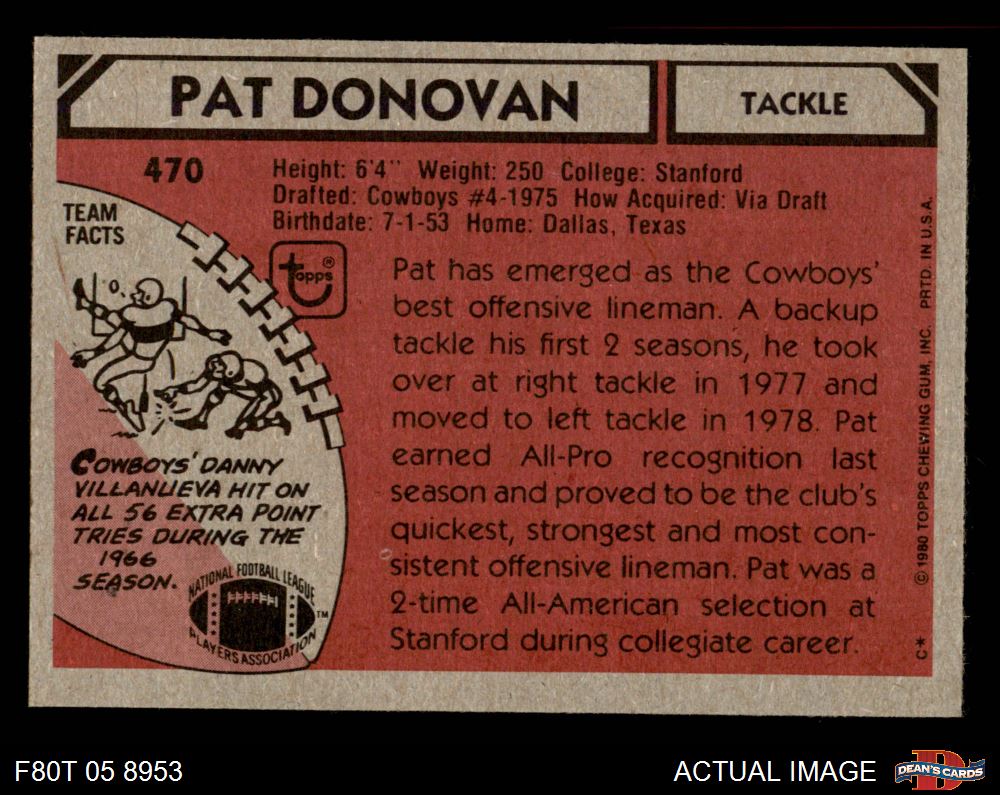 PAT DONOVAN
TACKLE
470
Height: 6'4" Weight: 250 College: Stanford
Drafted: Cowboys #4-1975 How Acquired: Via Draft
Birthdate: 7-1-53 Home: Dallas, Texas
TEAM
FACTS
COWBOYS' DANNY
VILLANUEVA HIT ON
ALL 56 EXTRA POINT
TRIES DURING THE
1966
SEASON.
NATIONAL FOOTBALL LEAGUE
PLAYERS ASSOCIATION
TM
topps®
Pat has emerged as the Cowboys'
best offensive lineman. A backup
tackle his first 2 seasons, he took
over at right tackle in 1977 and
moved to left tackle in 1978. Pat
earned All-Pro recognition last
season and proved to be the club's
quickest, strongest and most con-
sistent offensive lineman. Pat was a
2-time All-American selection at
Stanford during collegiate career.
© 1980 TOPPS CHEWING GUM, INC. PRTD. IN U.S.A.
C*
F80T 05 8953
ACTUAL IMAGE
D
DEAN'S CARDS